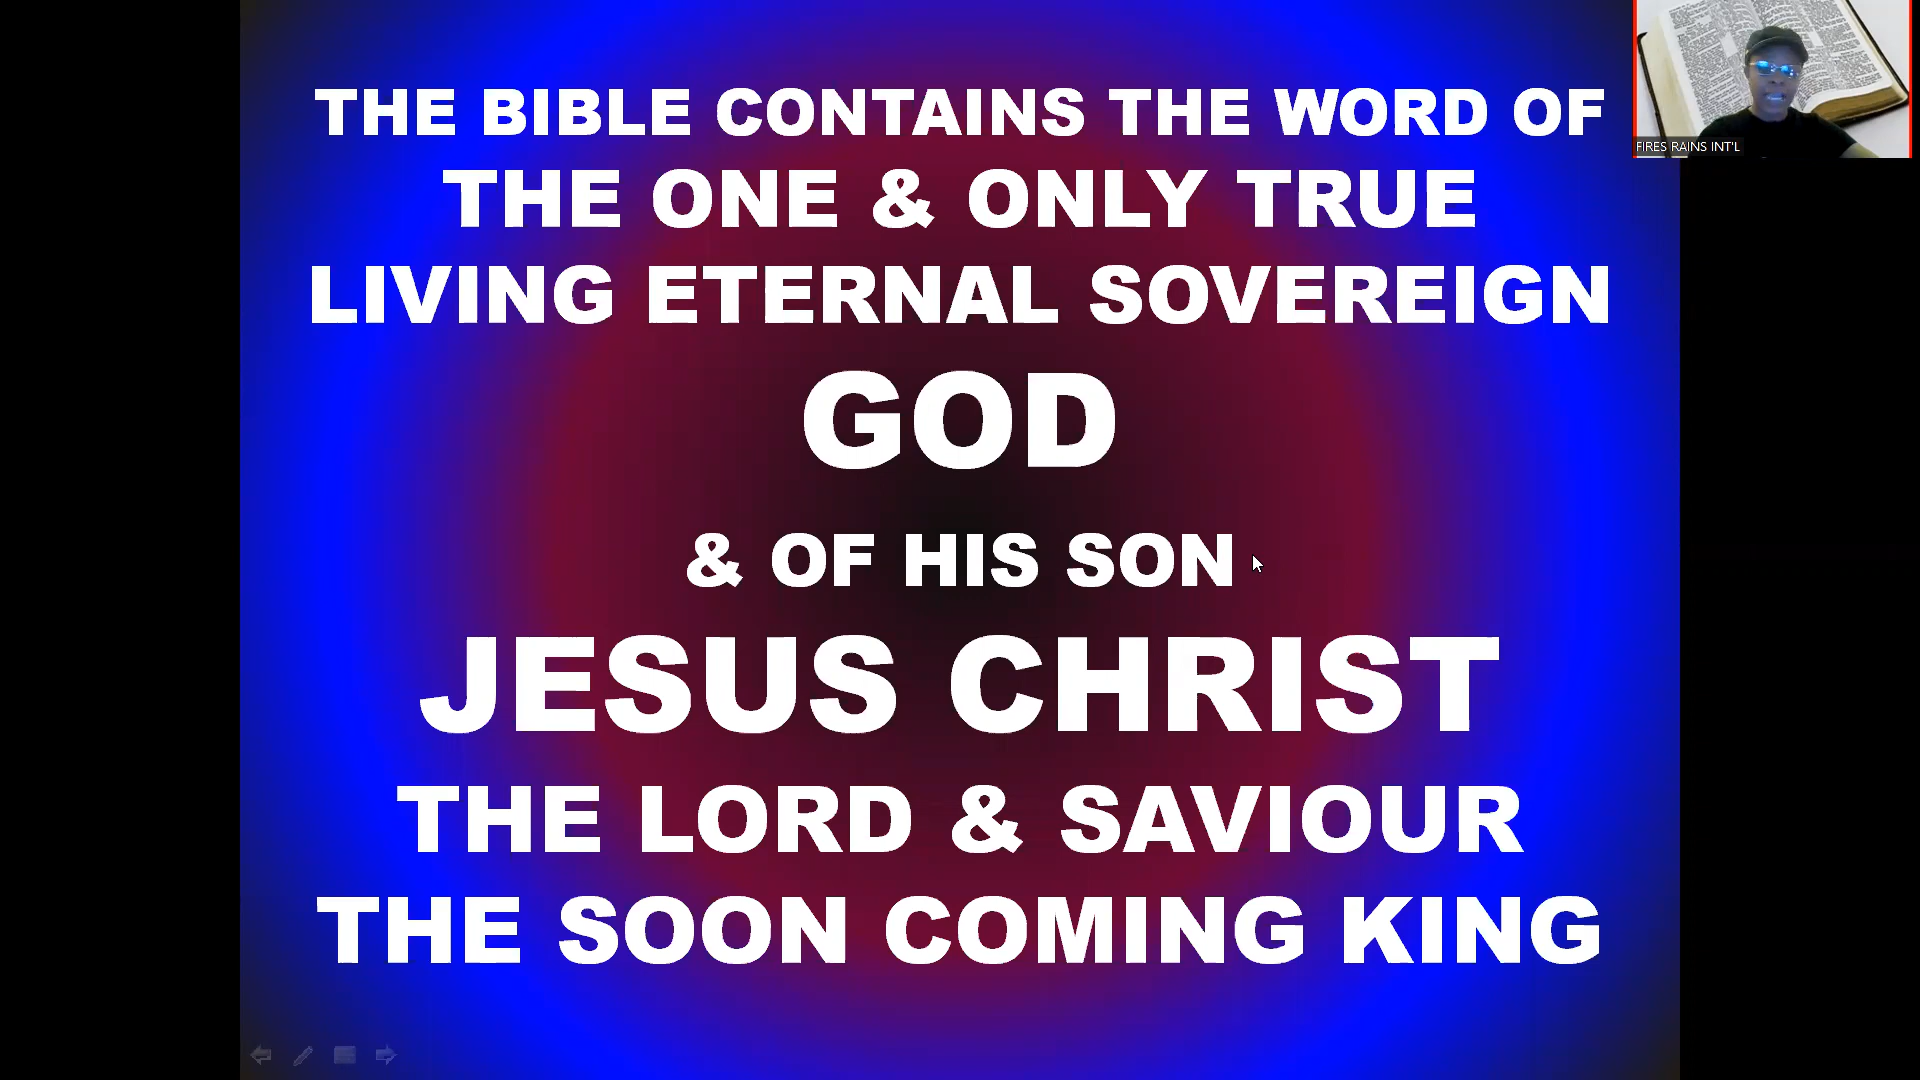 THE BIBLE CONTAINS THE WORD OF
THE ONE & ONLY TRUE
LIVING ETERNAL SOVEREIGN
GOD
& OF HIS SON
JESUS CHRIST
THE LORD & SAVIOUR
THE SOON COMING KING
FIRES RAINS INT'L